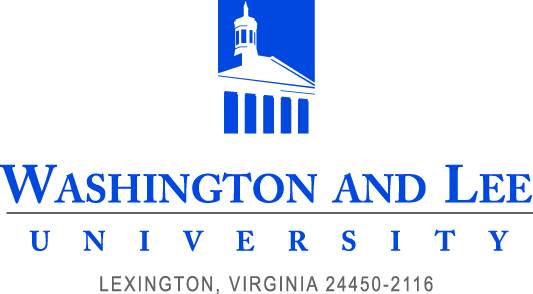 WASHINGTON AND LEE
UNIVERSITY
LEXINGTON, VIRGINIA 24450-2116